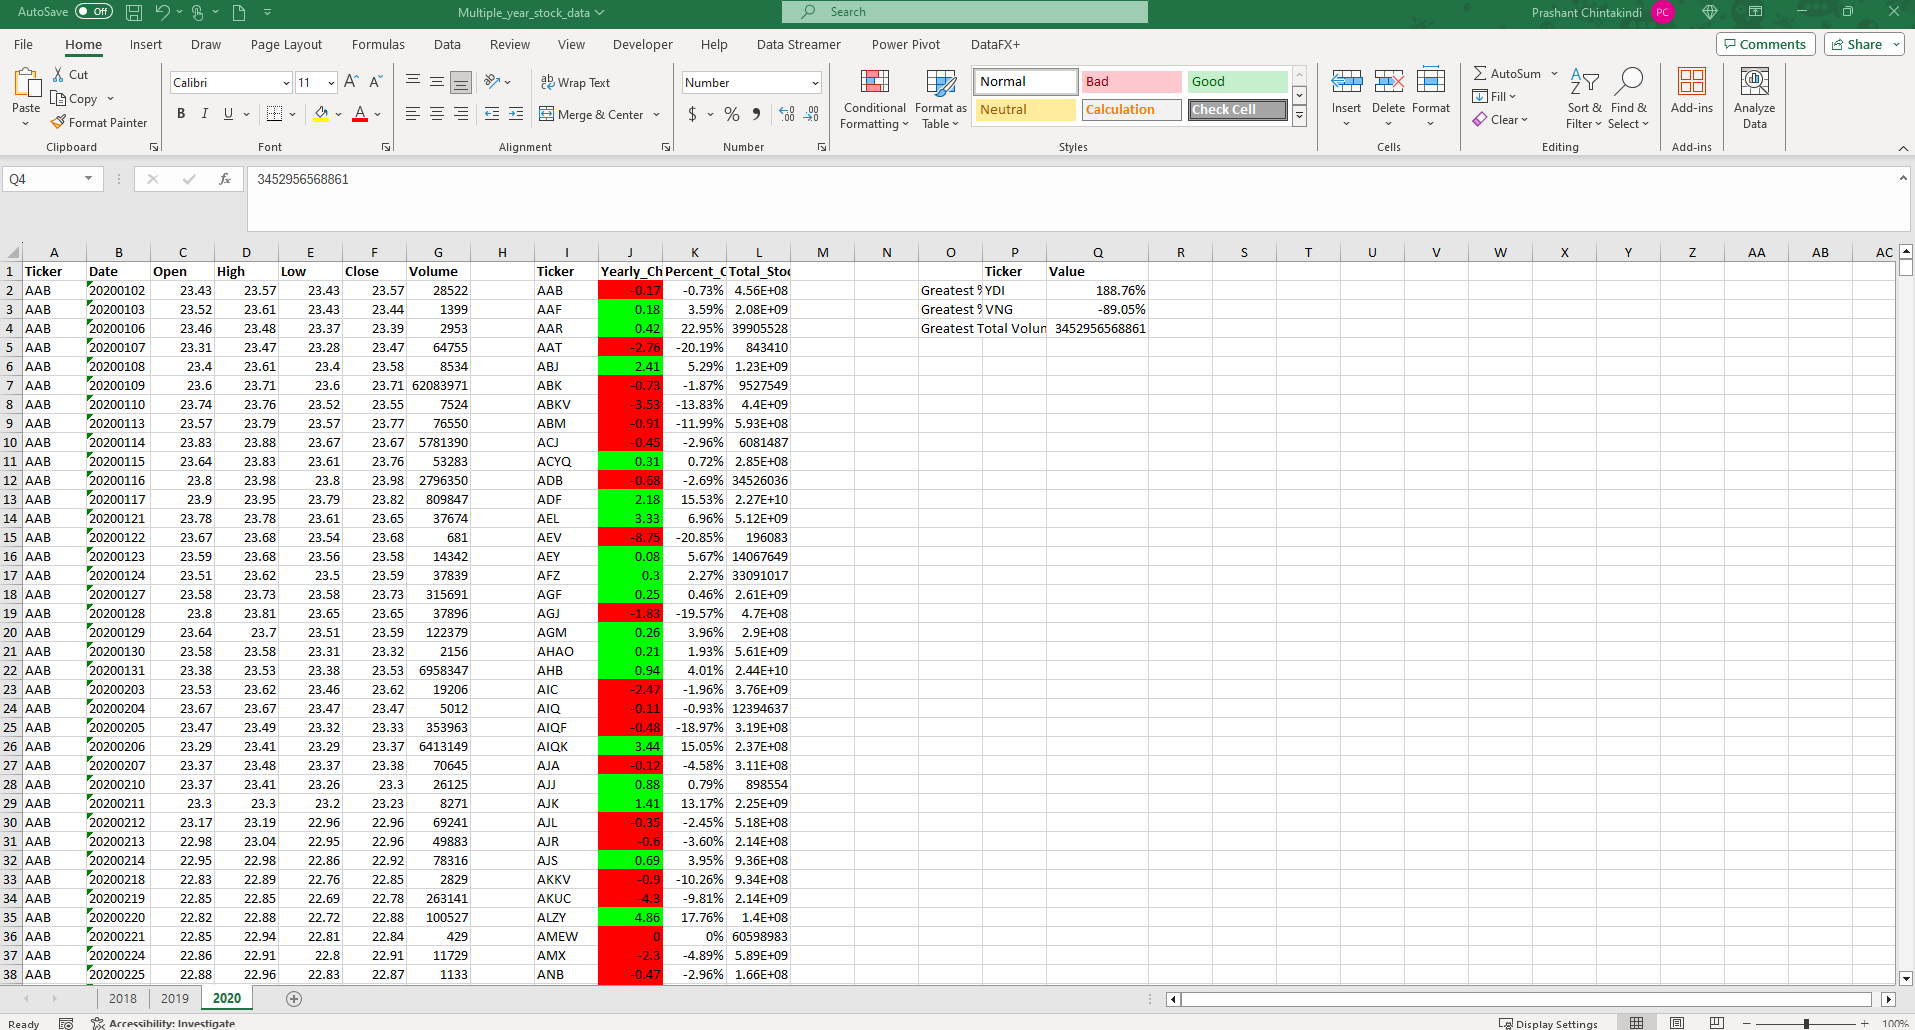 AutoSave Off Multiple_year_stock_data Search Prashant Chintakindi PC
File Home Insert Draw Page Layout Formulas Data Review View Developer Help Data Streamer Power Pivot DataFX+ Comments Share
Paste Cut Copy Format Painter Clipboard
Calibri 11 A A B I U A Font
Wrap Text Merge & Center Alignment
Number $ % Number
Conditional Formatting Format as Table
Normal Bad Good
Neutral Calculation Check Cell
Styles
Insert Delete Format Cells
AutoSum Fill Clear Sort & Filter Find & Select Editing
Add-ins Add-ins
Analyze Data
Q4 fx 3452956568861
A B C D E F G H I J K L M N O P Q R S T U V W X Y Z AA AB AC
1 Ticker Date Open High Low Close Volume Ticker Yearly_Ch Percent_C Total_Stoc Ticker Value
2 AAB 20200102 23.43 23.57 23.43 23.57 28522 AAB -0.17 -0.73% 4.56E+08 Greatest % YDI 188.76%
3 AAB 20200103 23.52 23.61 23.43 23.44 1399 AAF 0.18 3.59% 2.08E+09 Greatest % VNG -89.05%
4 AAB 20200106 23.46 23.48 23.37 23.39 2953 AAR 0.42 22.95% 39905528 Greatest Total Volum 3452956568861
5 AAB 20200107 23.31 23.47 23.28 23.47 64755 AAT -2.76 -20.19% 843410
6 AAB 20200108 23.4 23.61 23.4 23.58 8534 ABJ 2.41 5.29% 1.23E+09
7 AAB 20200109 23.6 23.71 23.6 23.71 62083971 ABK -0.73 -1.87% 9527549
8 AAB 20200110 23.74 23.76 23.52 23.55 7524 ABKV -3.53 -13.83% 4.4E+09
9 AAB 20200113 23.57 23.79 23.57 23.77 76550 ABM -0.91 -11.99% 5.93E+08
10 AAB 20200114 23.83 23.88 23.67 23.67 5781390 ACJ -0.45 -2.96% 6081487
11 AAB 20200115 23.64 23.83 23.61 23.76 53283 ACYQ 0.31 0.72% 2.85E+08
12 AAB 20200116 23.8 23.98 23.8 23.98 2796350 ADB -0.68 -2.69% 34526036
13 AAB 20200117 23.9 23.95 23.79 23.82 809847 ADF 2.18 15.53% 2.27E+10
14 AAB 20200121 23.78 23.78 23.61 23.65 37674 AEL 3.33 6.96% 5.12E+09
15 AAB 20200122 23.67 23.68 23.54 23.68 681 AEV -8.75 -20.85% 196083
16 AAB 20200123 23.59 23.68 23.56 23.58 14342 AEY 0.08 5.67% 14067649
17 AAB 20200124 23.51 23.62 23.5 23.59 37839 AFZ 0.3 2.27% 33091017
18 AAB 20200127 23.58 23.73 23.58 23.73 315691 AGF 0.25 0.46% 2.61E+09
19 AAB 20200128 23.8 23.81 23.65 23.65 37896 AGJ -1.83 -19.57% 4.7E+08
20 AAB 20200129 23.64 23.7 23.51 23.59 122379 AGM 0.26 3.96% 2.9E+08
21 AAB 20200130 23.58 23.58 23.31 23.32 2156 AHAO 0.21 1.93% 5.61E+09
22 AAB 20200131 23.38 23.53 23.38 23.53 6958347 AHB 0.94 4.01% 2.44E+10
23 AAB 20200203 23.53 23.62 23.46 23.62 19206 AIC -2.47 -1.96% 3.76E+09
24 AAB 20200204 23.67 23.67 23.47 23.47 5012 AIQ -0.11 -0.93% 12394637
25 AAB 20200205 23.47 23.49 23.32 23.33 353963 AIQF -0.48 -18.97% 3.19E+08
26 AAB 20200206 23.29 23.41 23.29 23.37 6413149 AIQK 3.44 15.05% 2.37E+08
27 AAB 20200207 23.37 23.48 23.37 23.38 70645 AJA -0.12 -4.58% 3.11E+08
28 AAB 20200210 23.37 23.41 23.26 23.3 26125 AJJ 0.88 0.79% 898554
29 AAB 20200211 23.3 23.3 23.2 23.23 8271 AJK 1.41 13.17% 2.25E+09
30 AAB 20200212 23.17 23.19 22.96 22.96 69241 AJL -0.35 -2.45% 5.18E+08
31 AAB 20200213 22.98 23.04 22.95 22.96 49883 AJR -0.6 -3.60% 2.14E+08
32 AAB 20200214 22.95 22.98 22.86 22.92 78316 AJS 0.69 3.95% 9.36E+08
33 AAB 20200218 22.83 22.89 22.76 22.85 2829 AKKV -0.9 -10.26% 9.34E+08
34 AAB 20200219 22.85 22.85 22.69 22.78 263141 AKUC -4.3 -9.81% 2.14E+09
35 AAB 20200220 22.82 22.88 22.72 22.88 100527 ALZY 4.86 17.76% 1.4E+08
36 AAB 20200221 22.85 22.94 22.81 22.84 429 AMEW 0 0% 60598983
37 AAB 20200224 22.86 22.91 22.8 22.91 11729 AMX -2.3 -4.89% 5.89E+09
38 AAB 20200225 22.88 22.96 22.83 22.87 1133 ANB -0.47 -2.96% 1.66E+08
2018 2019 2020
Ready Accessibility: Investigate Display Settings 100%